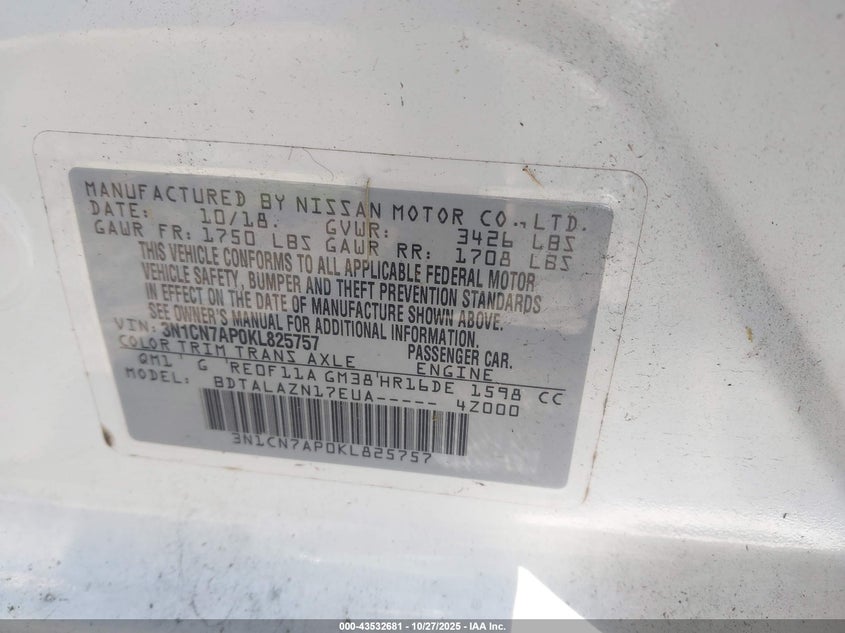 MANUFACTURED BY NISSAN MOTOR CO., LTD.
DATE: 10/18. GVWR: 3426 LBS
GAWR FR: 1750 LBS GAWR RR: 1708 LBS
THIS VEHICLE CONFORMS TO ALL APPLICABLE FEDERAL MOTOR
VEHICLE SAFETY, BUMPER AND THEFT PREVENTION STANDARDS
IN EFFECT ON THE DATE OF MANUFACTURE SHOWN ABOVE.
SEE OWNER'S MANUAL FOR ADDITIONAL INFORMATION.
VIN: 3N1CN7AP0KL825757 PASSENGER CAR.
COLOR TRIM TRANS AXLE ENGINE
QM1 G RE0F11A GM38 HR16DE 1598 CC
MODEL: BDTALAZN17EUA----- 4Z000
3N1CN7AP0KL825757
000-43532681 - 10/27/2025 - IAA Inc.